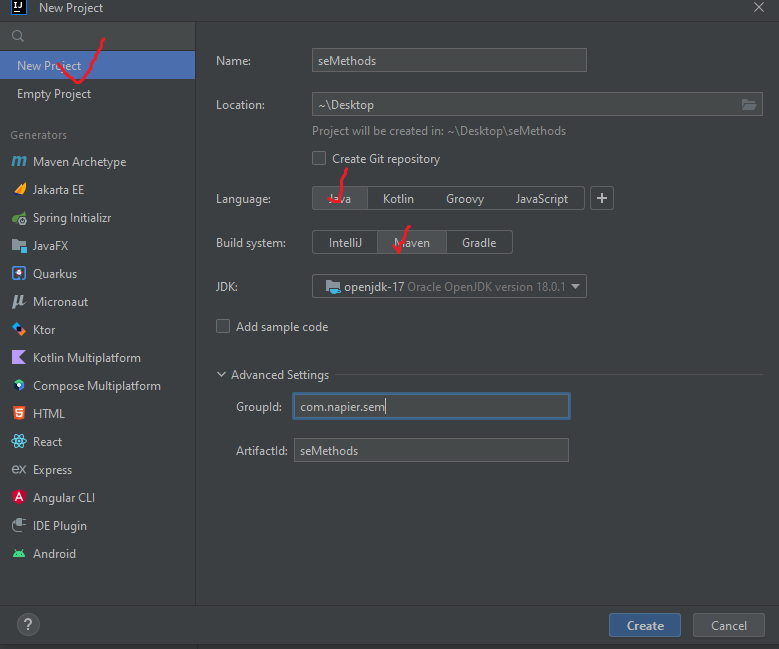 IJ
New Project
New Project
Empty Project
Generators
m Maven Archetype
Jakarta EE
Spring Initializr
JavaFX
Quarkus
μ Micronaut
Ktor
Kotlin Multiplatform
Compose Multiplatform
HTML
React
ex Express
Angular CLI
IDE Plugin
Android
Name: seMethods
Location: ~\Desktop
Project will be created in: ~\Desktop\seMethods
Create Git repository
Language: Java Kotlin Groovy JavaScript +
Build system: IntelliJ Maven Gradle
JDK: openjdk-17 Oracle OpenJDK version 18.0.1
Add sample code
Advanced Settings
GroupId: com.napier.sem
ArtifactId: seMethods
? Create Cancel